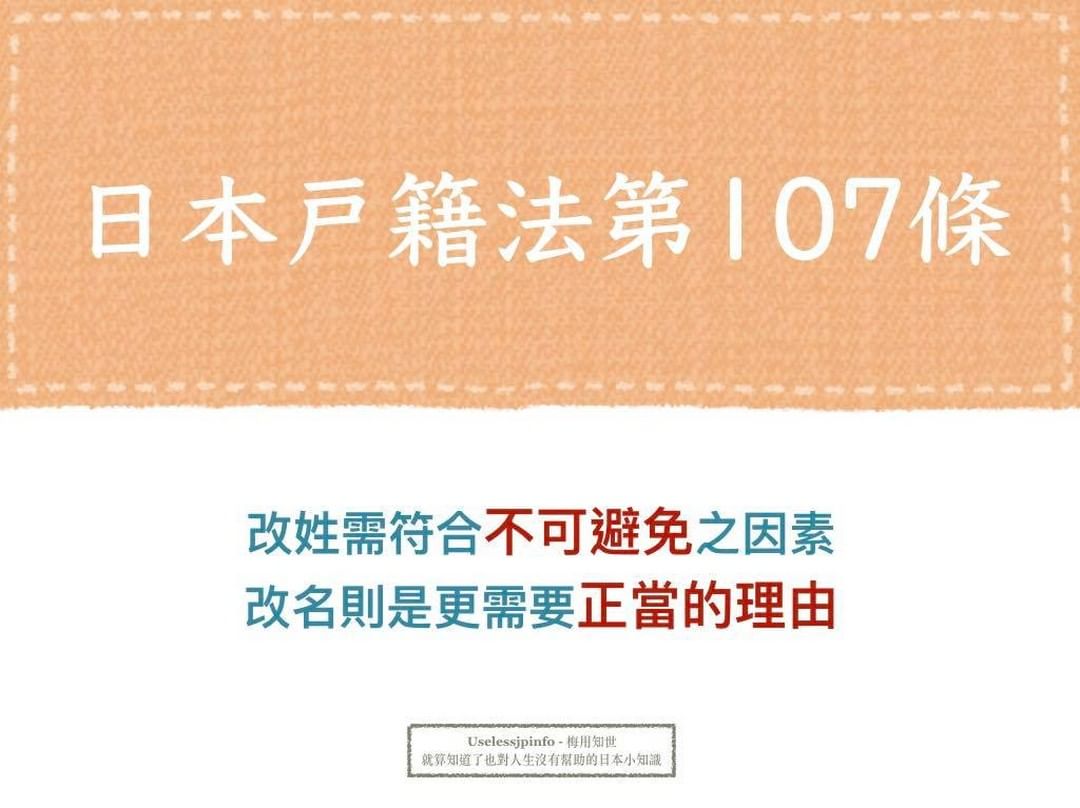 日本戸籍法第107條
改姓需符合不可避免之因素
改名則是更需要正當的理由
Uselessjpinfo - 梅用知世
就算知道了也對人生沒有幫助的日本小知識